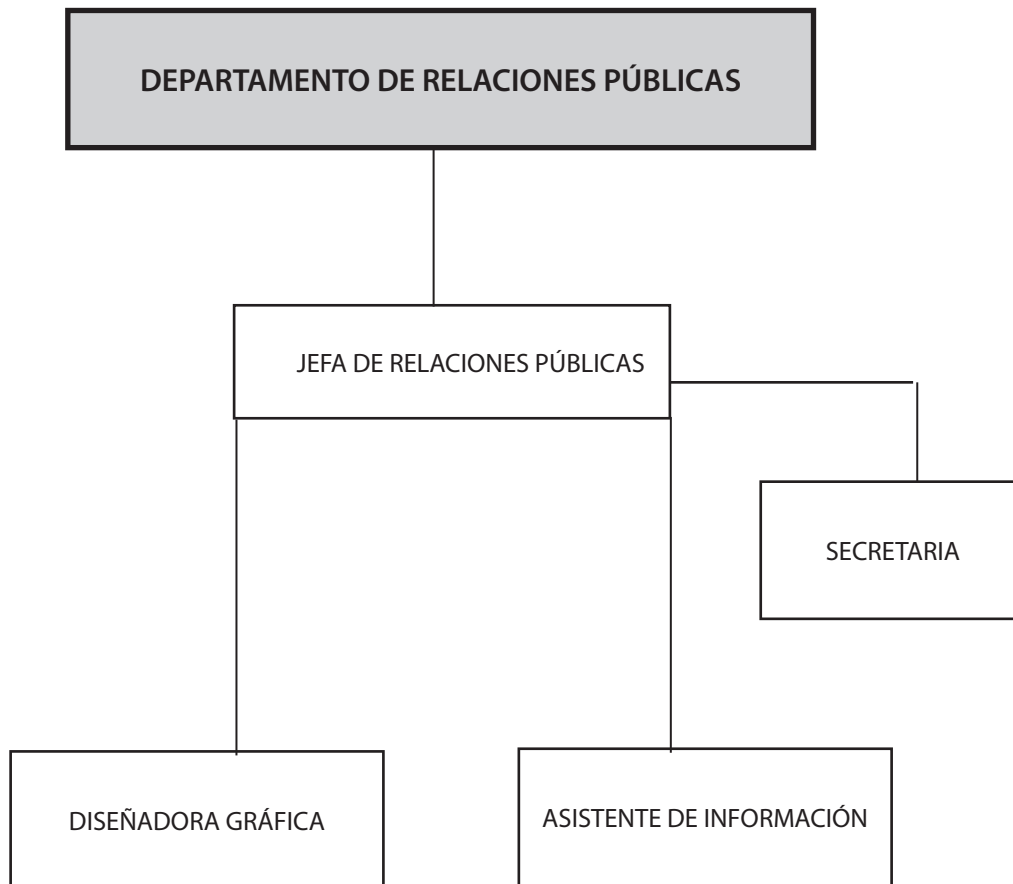 DEPARTAMENTO DE RELACIONES PÚBLICAS
JEFA DE RELACIONES PÚBLICAS
SECRETARIA
DISEÑADORA GRÁFICA
ASISTENTE DE INFORMACIÓN